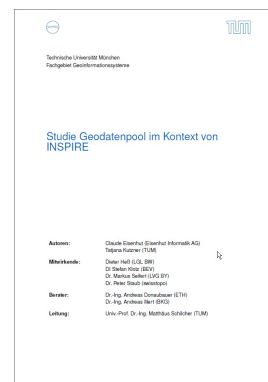 TUM
Technische Universität München
Fachgebiet Geoinformationssysteme
Studie Geodatenpool im Kontext von
INSPIRE
Autoren: Claude Eisenhut (Eisenhut Informatik AG)
Tatjana Kutzner (TUM)
Mitwirkende: Dieter Heß (LGL BW)
DI Stefan Klotz (BEV)
Dr. Markus Seifert (LVG BY)
Dr. Peter Staub (swisstopo)
Berater: Dr.-Ing. Andreas Donaubauer (ETH)
Dr.-Ing. Andreas Illert (BKG)
Leitung: Univ.-Prof. Dr.-Ing. Matthäus Schilcher (TUM)